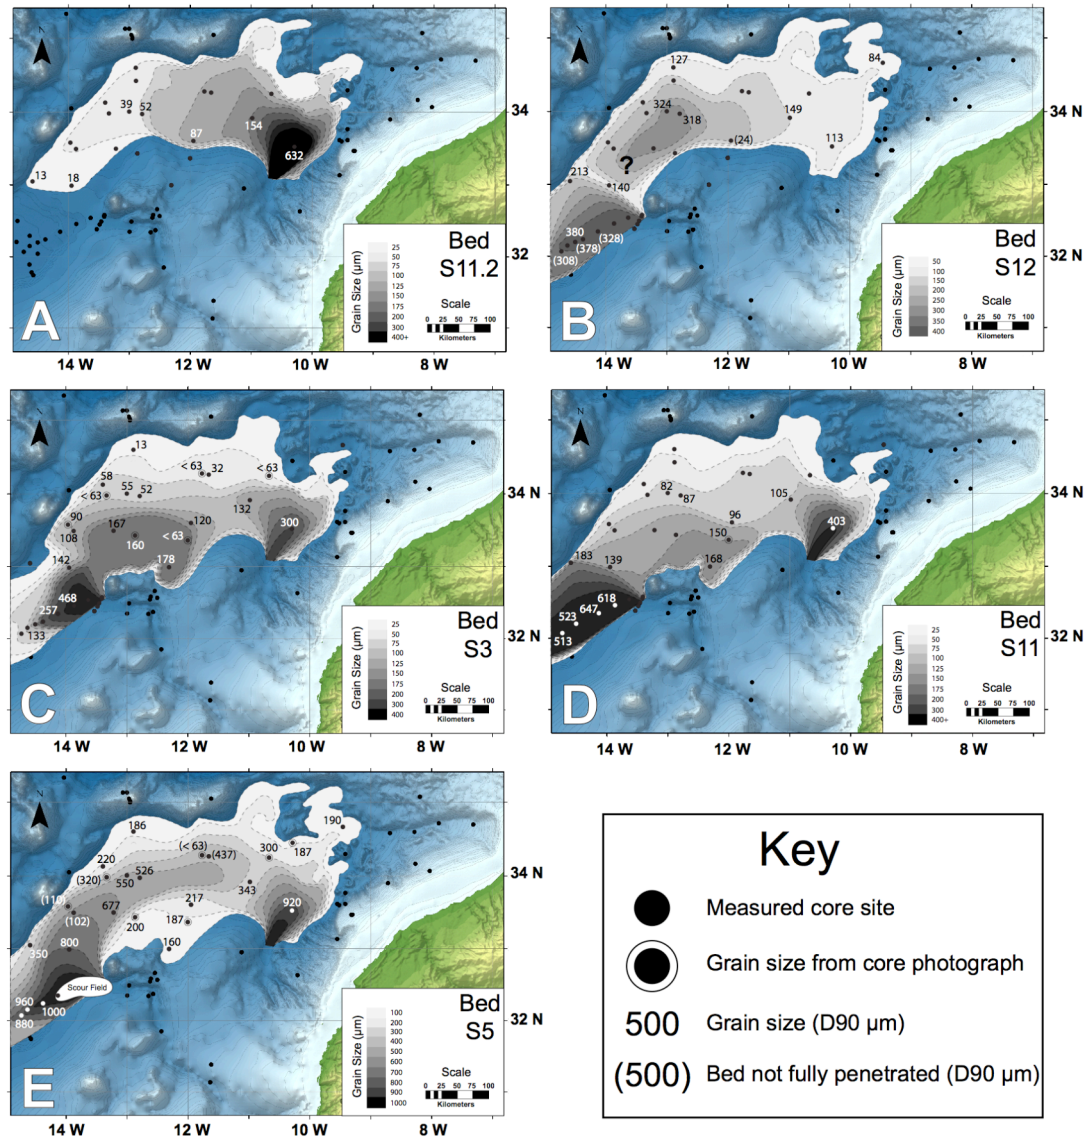 39
52
34
87
154
632
13
18
32
Bed
S11.2
Grain Size (µm)
25
50
75
100
125
150
175
200
300
400+
Scale
0 25 50 75 100
Kilometers
A
14 W
12 W
10 W
8 W
127
84
324
318
149
34 N
(24)
113
?
213
140
380
(328)
(378)
(308)
32 N
Bed
S12
Grain Size (µm)
50
100
150
200
250
300
350
400
Scale
0 25 50 75 100
Kilometers
B
14 W
12 W
10 W
8 W
13
< 63
32
< 63
58
55
52
< 63
34 N
132
90
167
120
300
108
160
< 63
178
142
468
257
133
32 N
Bed
S3
Grain Size (µm)
25
50
75
100
125
150
175
200
300
400
Scale
0 25 50 75 100
Kilometers
C
14 W
12 W
10 W
8 W
82
87
105
34 N
96
403
150
183
139
168
618
647
523
513
32 N
Bed
S11
Grain Size (µm)
25
50
75
100
125
150
175
200
300
400+
Scale
0 25 50 75 100
Kilometers
D
14 W
12 W
10 W
8 W
186
190
(< 63)
(437)
300
187
220
526
(320)
550
343
34 N
(110)
677
217
920
(102)
200
187
800
160
350
Scour Field
960
1000
880
32 N
Bed
S5
Grain Size (µm)
100
200
300
400
500
600
700
800
900
1000
Scale
0 25 50 75 100
Kilometers
E
14 W
12 W
10 W
8 W
Key
Measured core site
Grain size from core photograph
500 Grain size (D90 µm)
(500) Bed not fully penetrated (D90 µm)